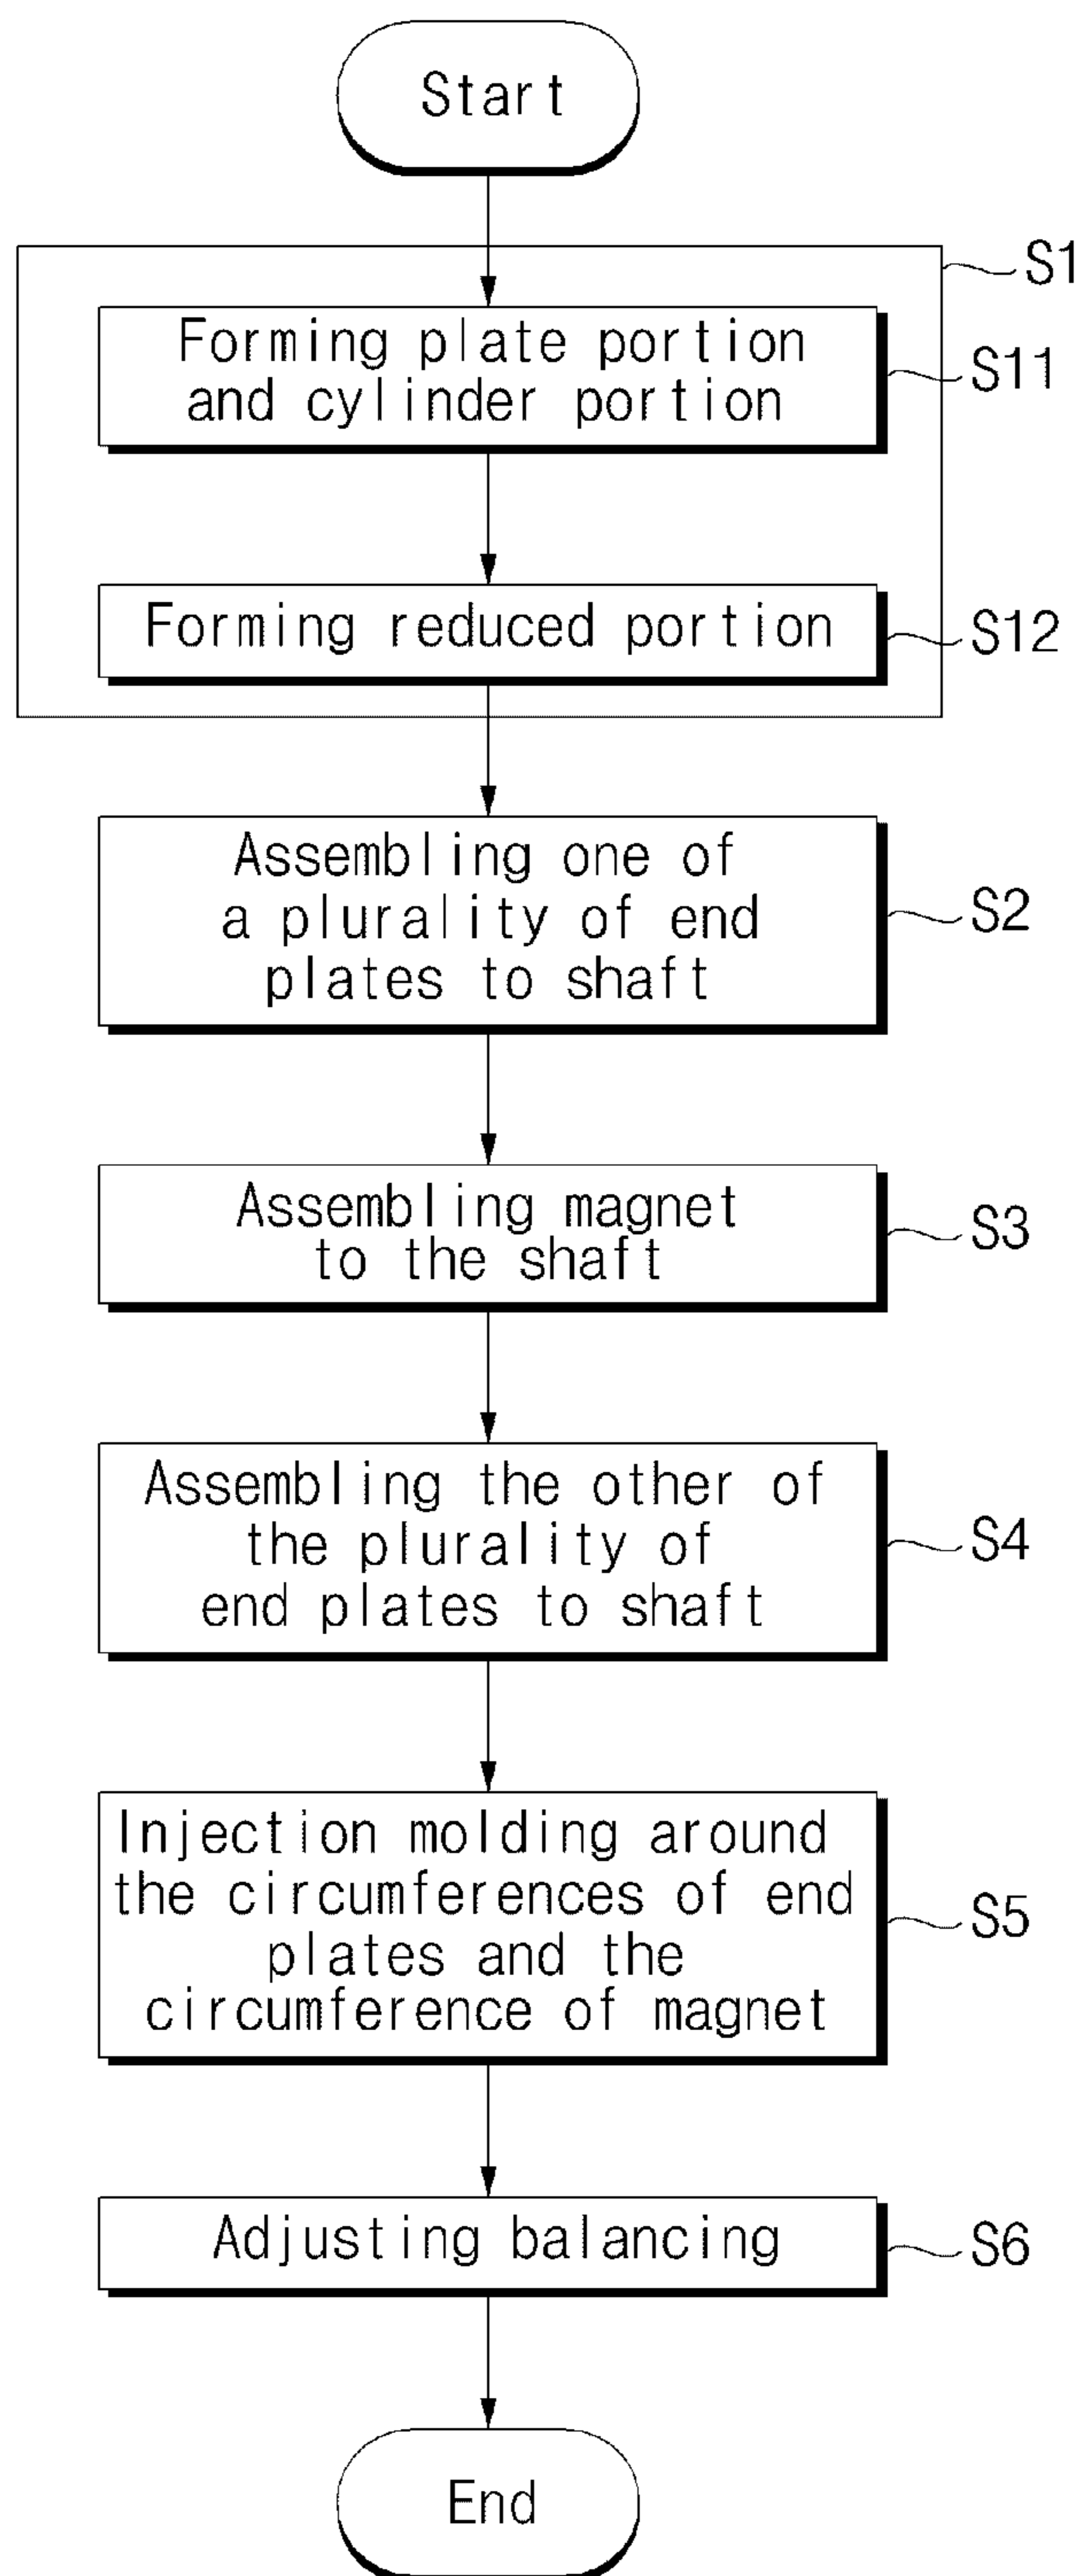 Start
S1
Forming plate portion
and cylinder portion
S11
Forming reduced portion
S12
Assembling one of
a plurality of end
plates to shaft
S2
Assembling magnet
to the shaft
S3
Assembling the other of
the plurality of
end plates to shaft
S4
Injection molding around
the circumferences of end
plates and the
circumference of magnet
S5
Adjusting balancing
S6
End